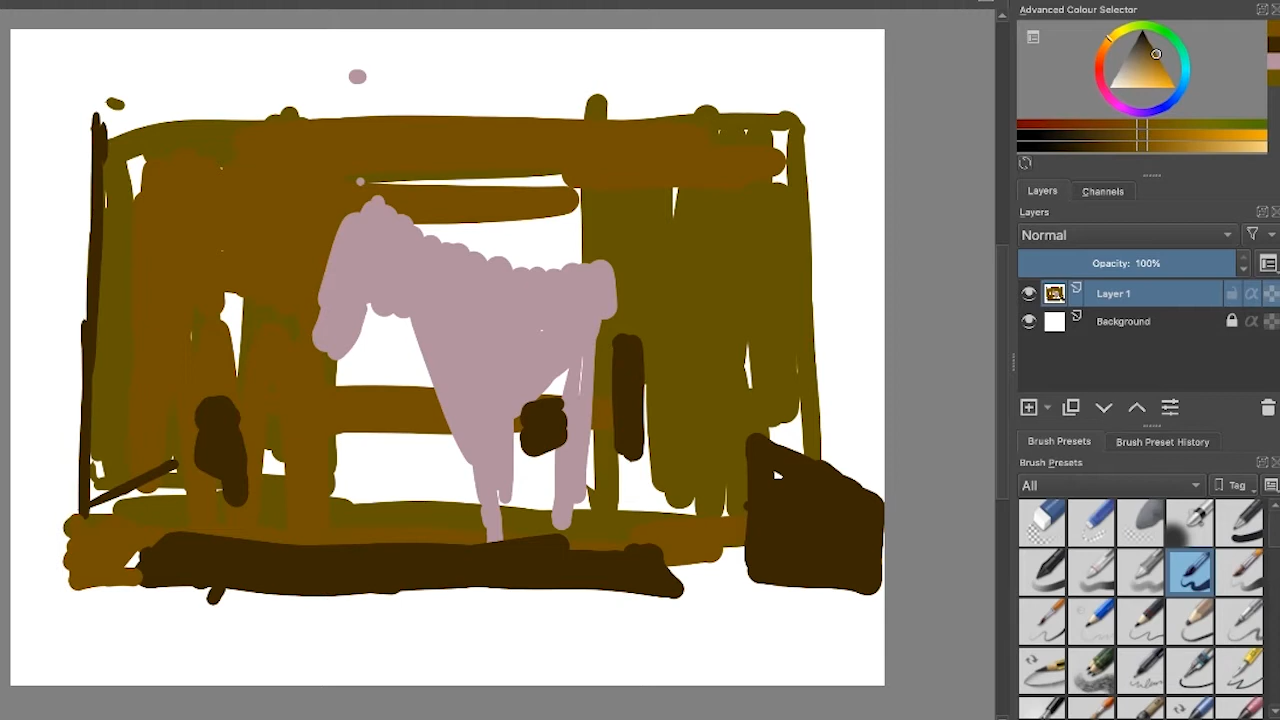 Advanced Colour Selector
Layers
Channels
Layers
Normal
Opacity: 100%
Layer 1
Background
Brush Presets
Brush Preset History
Brush Presets
All
Tag